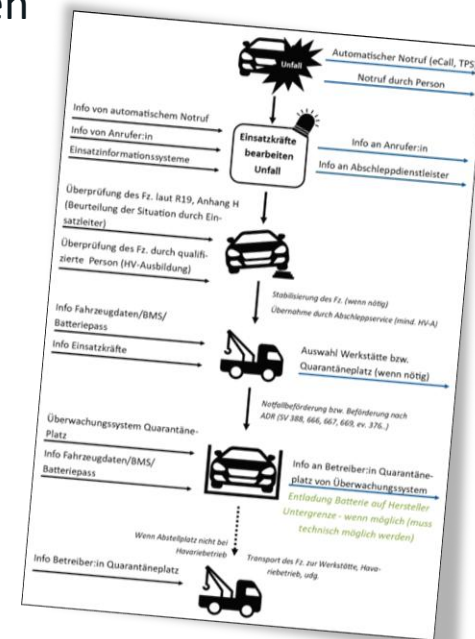 en
Unfall
Automatischer Notruf (eCall, TPS
Notruf durch Person
Info von automatischem Notruf
Info von Anrufer:in
Einsatzinformationssysteme
Einsatzkräfte
bearbeiten
Unfall
Info an Anrufer:in
Info an Abschleppdienstleister
Überprüfung des Fz. laut R19, Anhang H
(Beurteilung der Situation durch Ein-
satzleiter)
Überprüfung des Fz. durch qualifi-
zierte Person (HV-Ausbildung)
Stabilisierung des Fz. (wenn nötig)
Übernahme durch Abschleppservice (mind. HV-A)
Info Fahrzeugdaten/BMS/
Batteriepass
Info Einsatzkräfte
Auswahl Werkstätte bzw.
Quarantäneplatz (wenn nötig)
Notfallbeförderung bzw. Beförderung nach
ADR (SV 388, 666, 667, 669, ev. 376..)
Überwachungssystem Quarantäne-
Platz
Info Fahrzeugdaten/BMS/
Batteriepass
Info an Betreiber:in Quarantäne-
platz von Überwachungssystem
Entladung Batterie auf Hersteller
Untergrenze - wenn möglich (muss
technisch möglich werden)
Wenn Abstellplatz nicht bei
Havariebetrieb
Transport des Fz. zur Werkstätte, Hava-
riebetrieb, udg.
Info Betreiber:in Quarantäneplatz